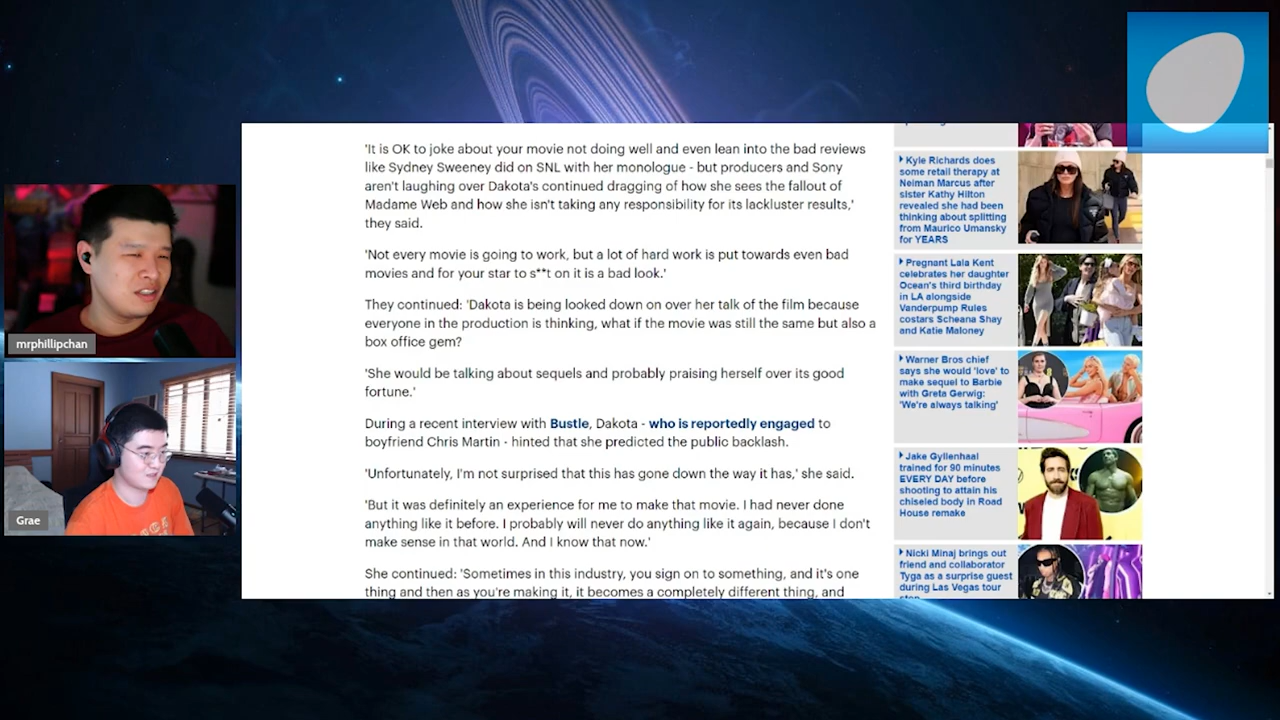 'It is OK to joke about your movie not doing well and even lean into the bad reviews
like Sydney Sweeney did on SNL with her monologue - but producers and Sony
aren't laughing over Dakota's continued dragging of how she sees the fallout of
Madame Web and how she isn't taking any responsibility for its lackluster results,'
they said.
'Not every movie is going to work, but a lot of hard work is put towards even bad
movies and for your star to s**t on it is a bad look.'
They continued: 'Dakota is being looked down on over her talk of the film because
everyone in the production is thinking, what if the movie was still the same but also a
box office gem?
'She would be talking about sequels and probably praising herself over its good
fortune.'
During a recent interview with Bustle, Dakota - who is reportedly engaged to
boyfriend Chris Martin - hinted that she predicted the public backlash.
'Unfortunately, I'm not surprised that this has gone down the way it has,' she said.
'But it was definitely an experience for me to make that movie. I had never done
anything like it before. I probably will never do anything like it again, because I don't
make sense in that world. And I know that now.'
She continued: 'Sometimes in this industry, you sign on to something, and it's one
thing and then as you're making it, it becomes a completely different thing, and
Kyle Richards does
some retail therapy at
Neiman Marcus after
sister Kathy Hilton
revealed she had been
thinking about splitting
from Maurico Umansky
for YEARS
Pregnant Lala Kent
celebrates her daughter
Ocean's third birthday
in LA alongside
Vanderpump Rules
costars Scheana Shay
and Katie Maloney
Warner Bros chief
says she would 'love' to
make sequel to Barbie
with Greta Gerwig:
'We're always talking'
Jake Gyllenhaal
trained for 90 minutes
EVERY DAY before
shooting to attain his
chiseled body in Road
House remake
Nicki Minaj brings out
friend and collaborator
Tyga as a surprise guest
during Las Vegas tour
mrphillipchan
Grae